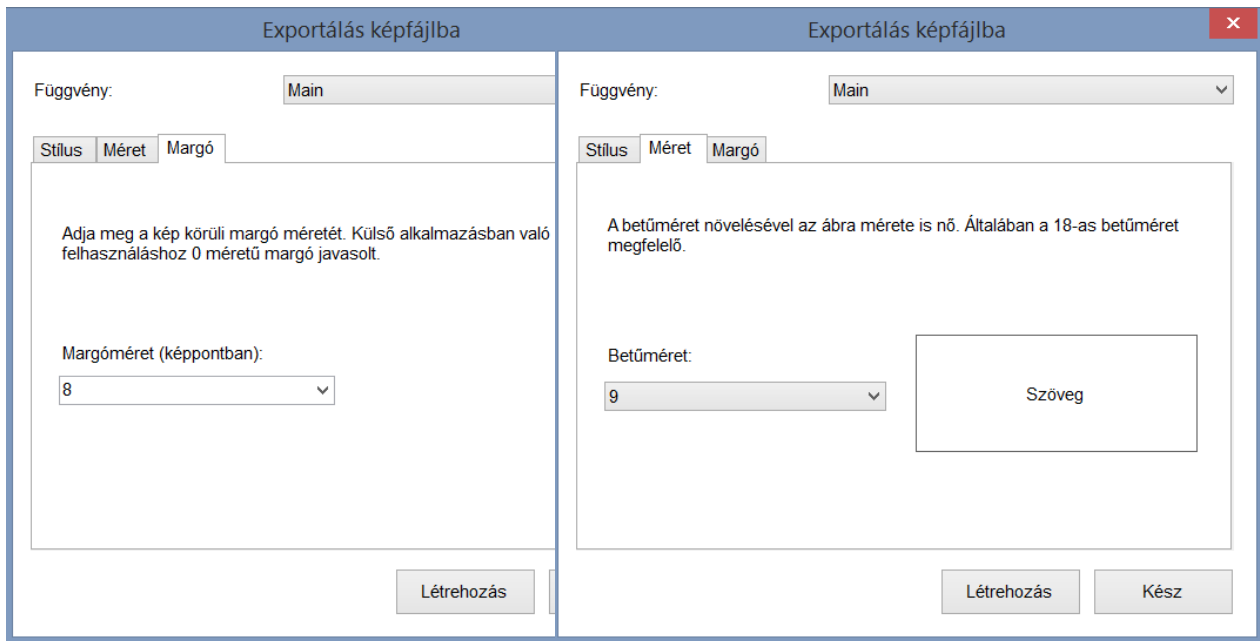 Exportálás képfájlba
Függvény:
Main
Stílus
Méret
Margó
Adja meg a kép körüli margó méretét. Külső alkalmazásban való
felhasználáshoz 0 méretű margó javasolt.
Margóméret (képpontban):
8
Létrehozás
Exportálás képfájlba
Függvény:
Main
Stílus
Méret
Margó
A betűméret növelésével az ábra mérete is nő. Általában a 18-as betűméret
megfelelő.
Betűméret:
9
Szöveg
Létrehozás
Kész